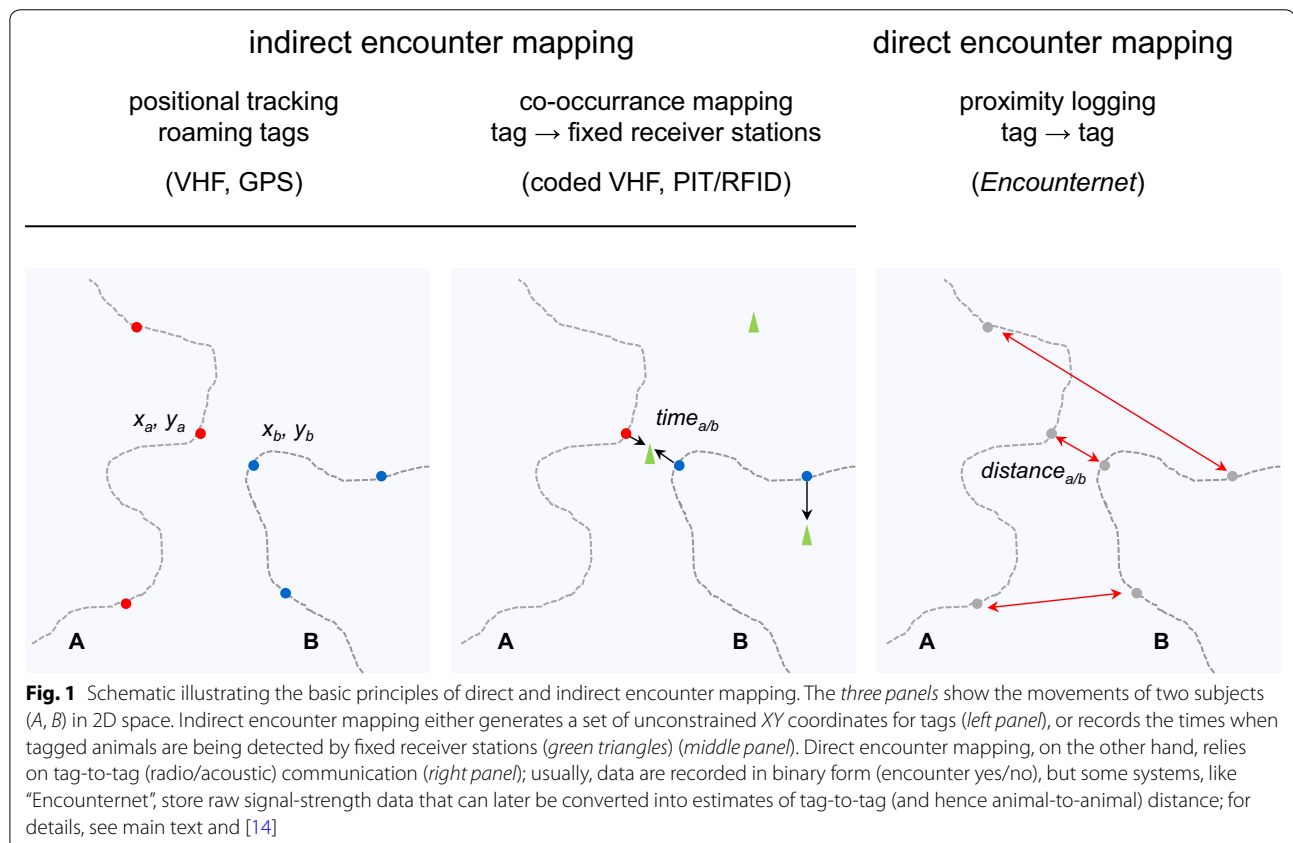 indirect encounter mapping
direct encounter mapping
positional tracking
roaming tags
(VHF, GPS)
co-occurrance mapping
tag → fixed receiver stations
(coded VHF, PIT/RFID)
proximity logging
tag → tag
(Encounternet)
xa, ya
xb, yb
A
B
timea/b
A
B
distancea/b
A
B
Fig. 1 Schematic illustrating the basic principles of direct and indirect encounter mapping. The three panels show the movements of two subjects
(A, B) in 2D space. Indirect encounter mapping either generates a set of unconstrained XY coordinates for tags (left panel), or records the times when
tagged animals are being detected by fixed receiver stations (green triangles) (middle panel). Direct encounter mapping, on the other hand, relies
on tag-to-tag (radio/acoustic) communication (right panel); usually, data are recorded in binary form (encounter yes/no), but some systems, like
“Encounternet”, store raw signal-strength data that can later be converted into estimates of tag-to-tag (and hence animal-to-animal) distance; for
details, see main text and [14]